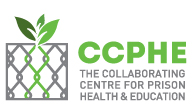 CCPHE
THE COLLABORATING
CENTRE FOR PRISON
HEALTH & EDUCATION